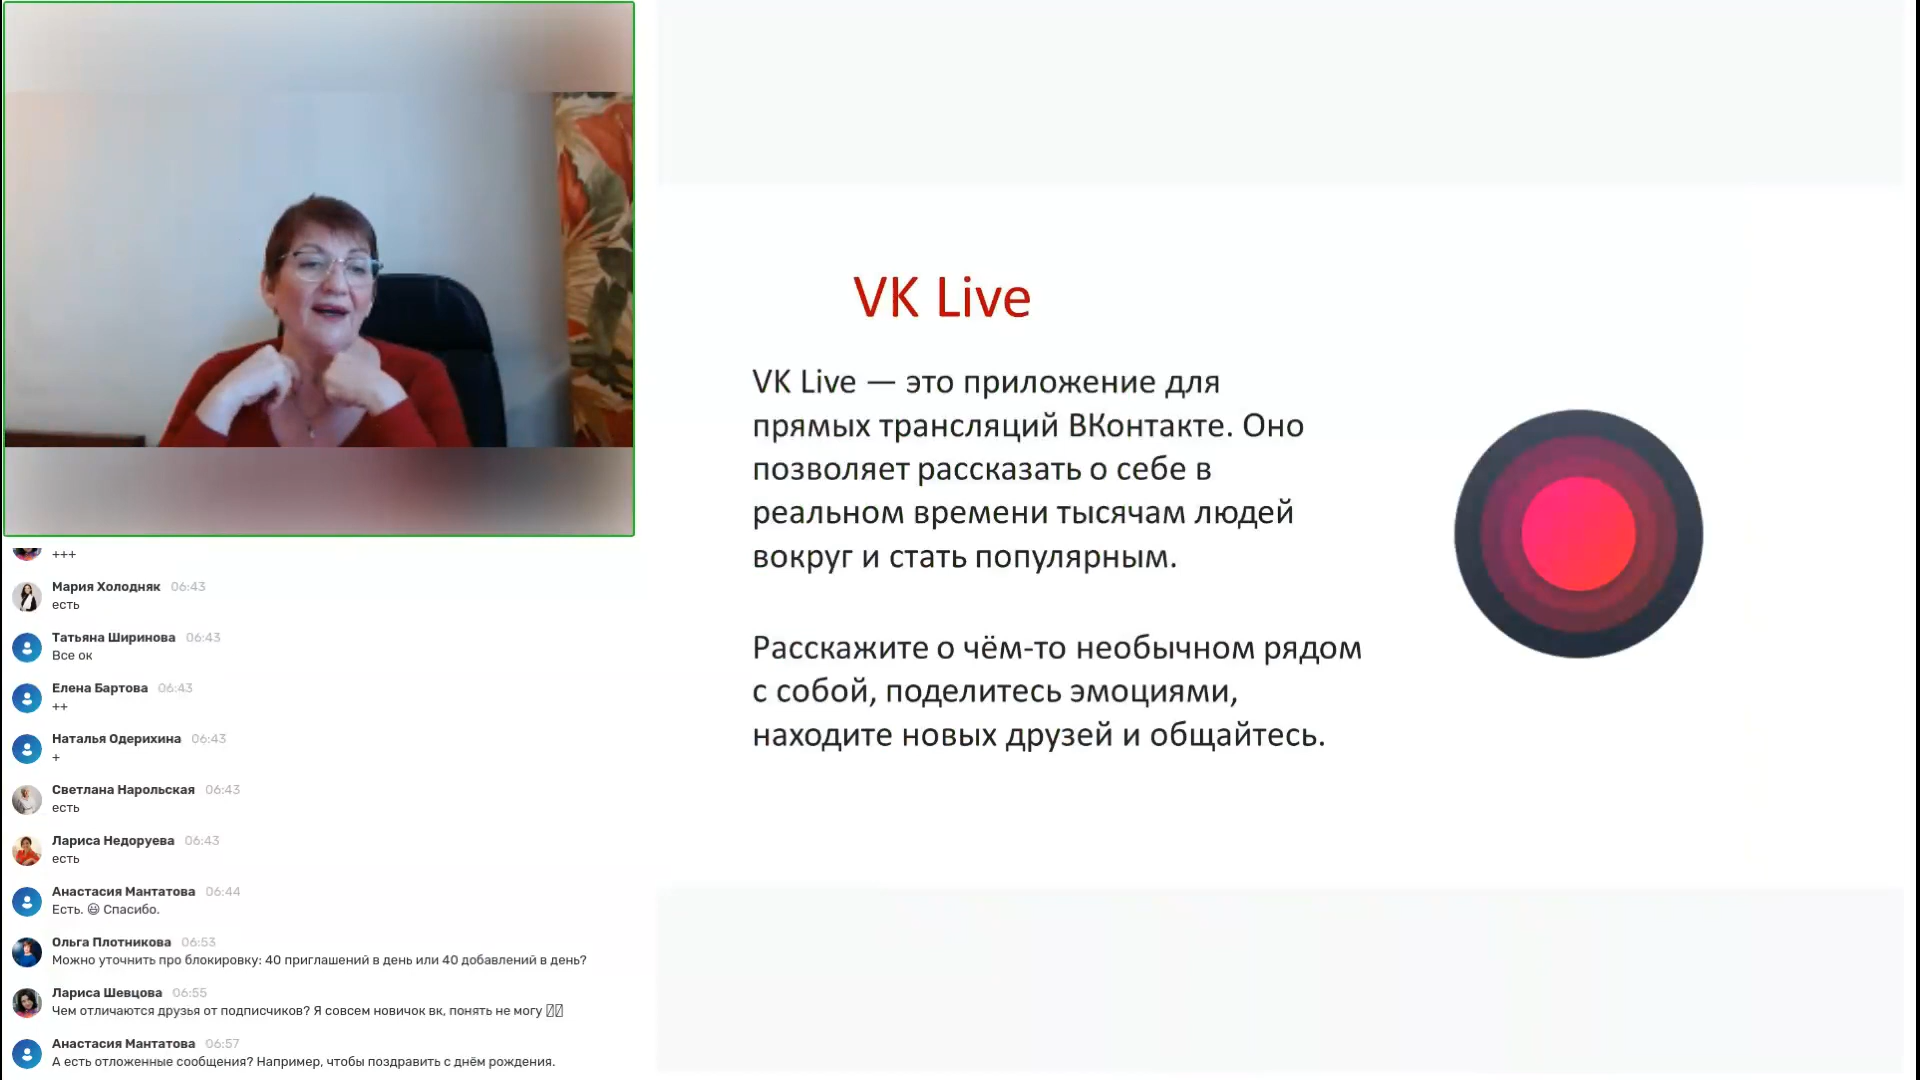 VK Live
VK Live — это приложение для
прямых трансляций ВКонтакте. Оно
позволяет рассказать о себе в
реальном времени тысячам людей
вокруг и стать популярным.
Расскажите о чём-то необычном рядом
с собой, поделитесь эмоциями,
находите новых друзей и общайтесь.
+++
Мария Холодняк 06:43
есть
Татьяна Ширинова 06:43
Все ок
Елена Бартова 06:43
++
Наталья Одерихина 06:43
+
Светлана Нарольская 06:43
есть
Лариса Недоруева 06:43
есть
Анастасия Мантатова 06:44
Есть. 😃 Спасибо.
Ольга Плотникова 06:53
Можно уточнить про блокировку: 40 приглашений в день или 40 добавлений в день?
Лариса Шевцова 06:55
Чем отличаются друзья от подписчиков? Я совсем новичок вк, понять не могу
Анастасия Мантатова 06:57
А есть отложенные сообщения? Например, чтобы поздравить с днём рождения.